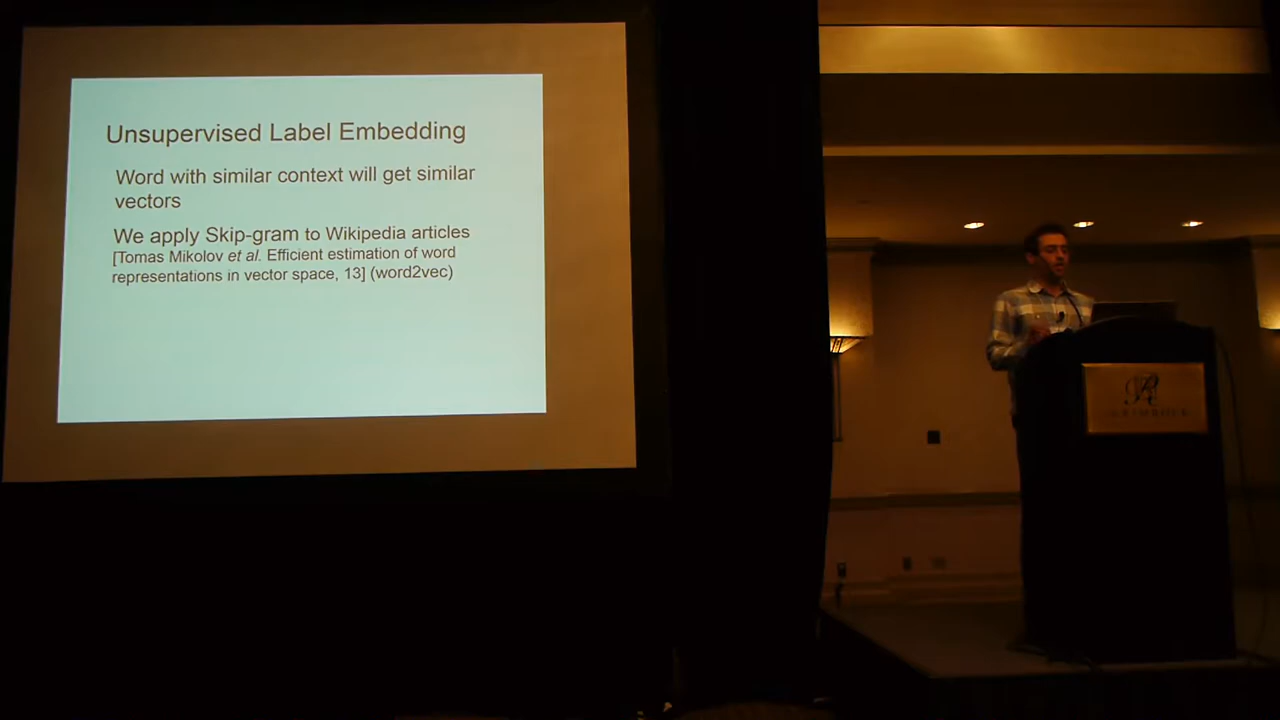 Unsupervised Label Embedding
Word with similar context will get similar
vectors
We apply Skip-gram to Wikipedia articles
[Tomas Mikolov et al. Efficient estimation of word
representations in vector space, 13] (word2vec)